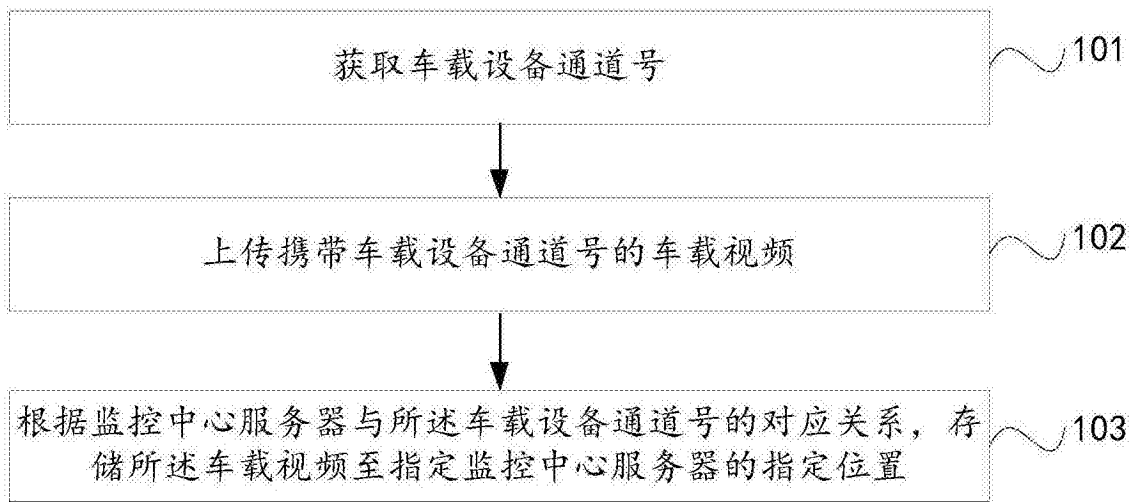 获取车载设备通道号
101
上传携带车载设备通道号的车载视频
102
根据监控中心服务器与所述车载设备通道号的对应关系，存
储所述车载视频至指定监控中心服务器的指定位置
103